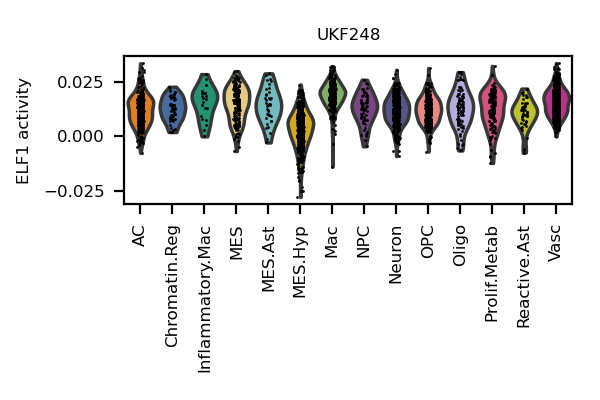 UKF248
ELF1 activity
0.025
0.000
−0.025
AC
Chromatin.Reg
Inflammatory.Mac
MES
MES.Ast
MES.Hyp
Mac
NPC
Neuron
OPC
Oligo
Prolif.Metab
Reactive.Ast
Vasc